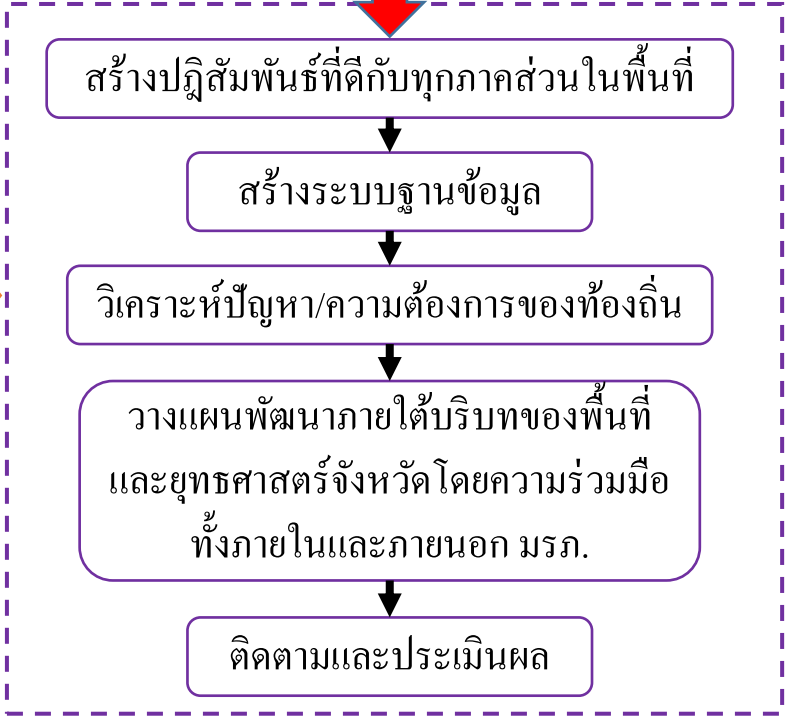 สร้างปฏิสัมพันธ์ที่ดีกับทุกภาคส่วนในพื้นที่
สร้างระบบฐานข้อมูล
วิเคราะห์ปัญหา/ความต้องการของท้องถิ่น
วางแผนพัฒนาภายใต้บริบทของพื้นที่
และยุทธศาสตร์จังหวัดโดยความร่วมมือ
ทั้งภายในและภายนอก มรภ.
ติดตามและประเมินผล